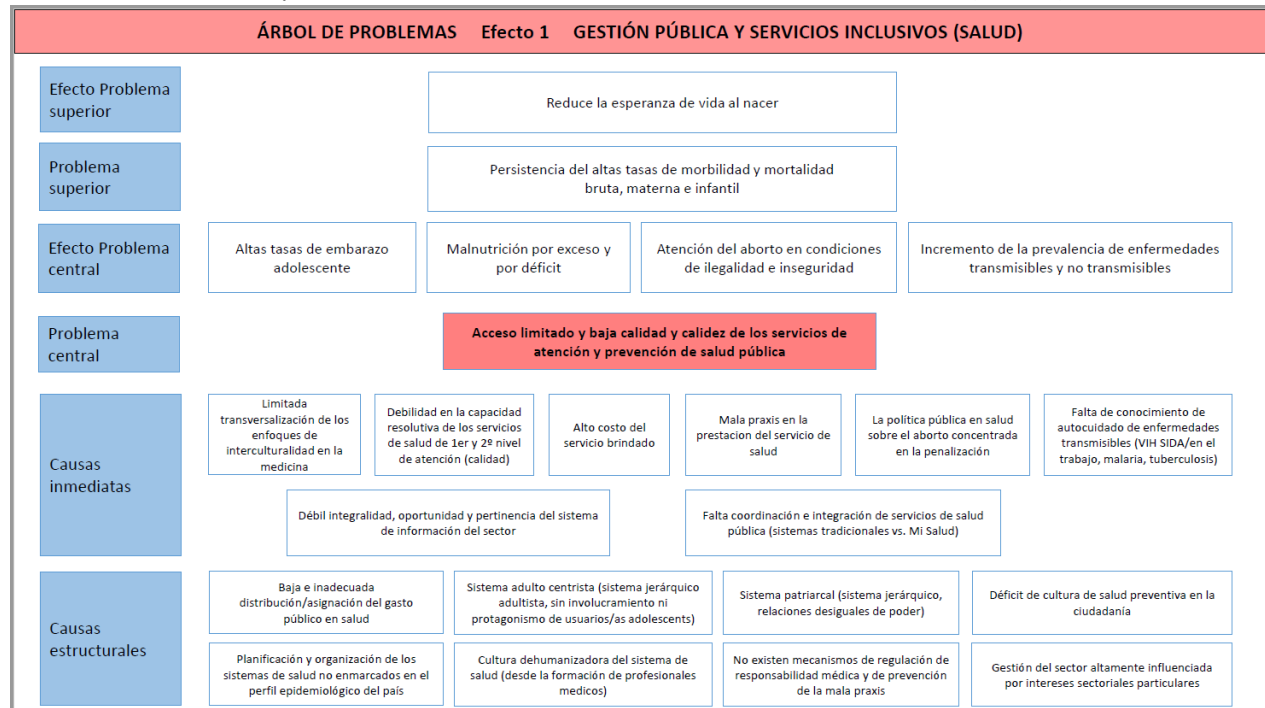 ÁRBOL DE PROBLEMAS Efecto 1 GESTIÓN PÚBLICA Y SERVICIOS INCLUSIVOS (SALUD)
Efecto Problema
superior
Reduce la esperanza de vida al nacer
Problema
superior
Persistencia del altas tasas de morbilidad y mortalidad
bruta, materna e infantil
Efecto Problema
central
Altas tasas de embarazo
adolescente
Malnutrición por exceso y
por déficit
Atención del aborto en condiciones
de ilegalidad e inseguridad
Incremento de la prevalencia de enfermedades
transmisibles y no transmisibles
Problema
central
Acceso limitado y baja calidad y calidez de los servicios de
atención y prevención de salud pública
Causas
inmediatas
Limitada
transversalización de los
enfoques de
interculturalidad en la
medicina
Debilidad en la capacidad
resolutiva de los servicios
de salud de 1er y 2º nivel
de atención (calidad)
Alto costo del
servicio brindado
Mala praxis en la
prestacion del servicio de
salud
La política pública en salud
sobre el aborto concentrada
en la penalización
Falta de conocimiento de
autocuidado de enfermedades
transmisibles (VIH SIDA/en el
trabajo, malaria, tuberculosis)
Débil integralidad, oportunidad y pertinencia del sistema
de información del sector
Falta coordinación e integración de servicios de salud
pública (sistemas tradicionales vs. Mi Salud)
Causas
estructurales
Baja e inadecuada
distribución/asignación del gasto
público en salud
Sistema adulto centrista (sistema jerárquico
adultista, sin involucramiento ni
protagonismo de usuarios/as adolescents)
Sistema patriarcal (sistema jerárquico,
relaciones desiguales de poder)
Déficit de cultura de salud preventiva en la
ciudadanía
Planificación y organización de los
sistemas de salud no enmarcados en el
perfil epidemiológico del país
Cultura dehumanizadora del sistema de
salud (desde la formación de profesionales
medicos)
No existen mecanismos de regulación de
responsabilidad médica y de prevención
de la mala praxis
Gestión del sector altamente influenciada
por intereses sectoriales particulares